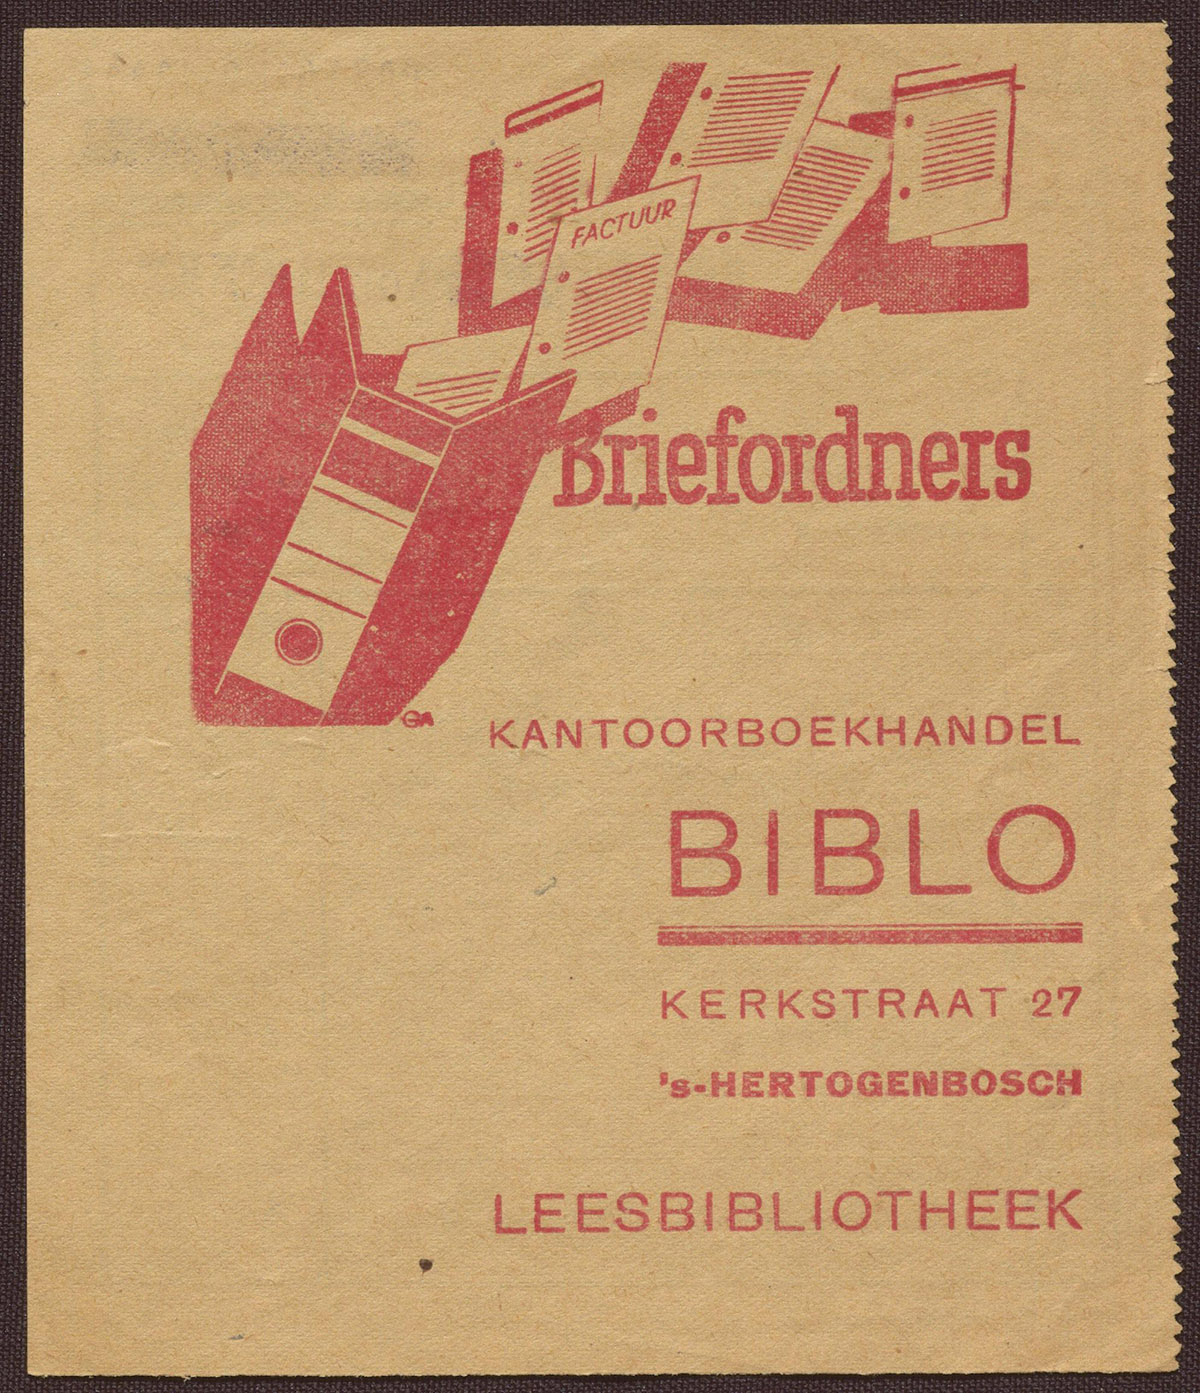 FACTUUR
Briefordners
KANTOORBOEKHANDEL
BIBLO
KERKSTRAAT 27
's-HERTOGENBOSCH
LEESBIBLIOTHEEK